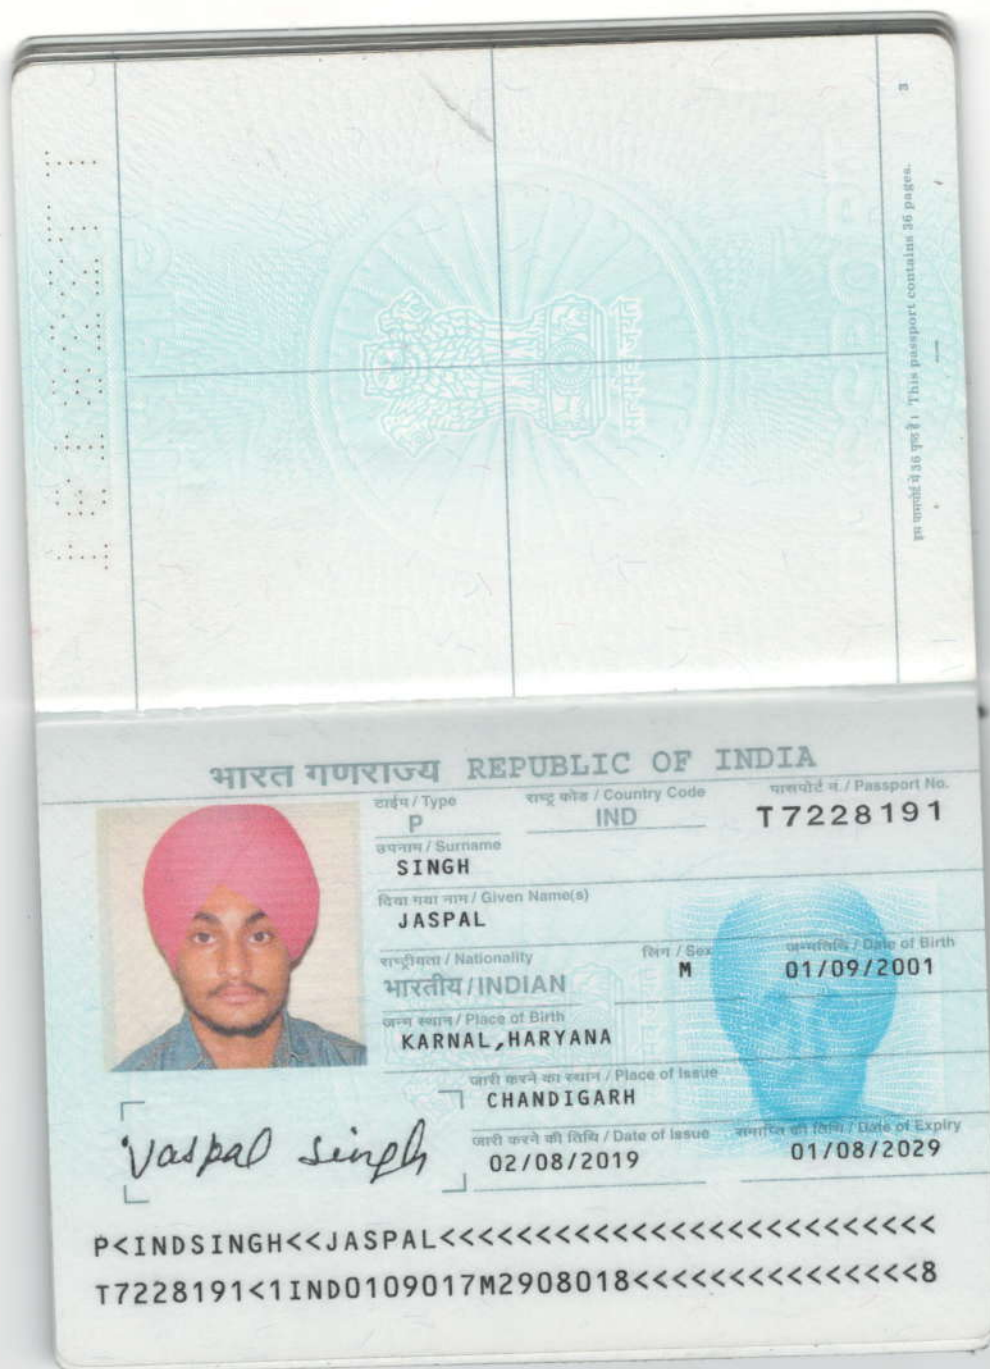 3
इस पासपोर्ट में 36 पृष्ठ है। This passport contains 36 pages.
सत्यमेव जयते
भारत गणराज्य REPUBLIC OF INDIA
टाईप / Type
राष्ट्र कोड / Country Code
पासपोर्ट न. / Passport No.
P
IND
T7228191
उपनाम / Surname
SINGH
दिया गया नाम / Given Name(s)
JASPAL
राष्ट्रीयता / Nationality
लिंग / Sex
जन्मतिथि / Date of Birth
भारतीय/INDIAN
M
01/09/2001
जन्म स्थान / Place of Birth
KARNAL,HARYANA
जारी करने का स्थान / Place of Issue
CHANDIGARH
जारी करने की तिथि / Date of Issue
समाप्ति की तिथि / Date of Expiry
02/08/2019
01/08/2029
Jaspal Singh
P<INDSINGH<<JASPAL<<<<<<<<<<<<<<<<<<<<<<<<<<
T7228191<1IND0109017M2908018<<<<<<<<<<<<<<<8